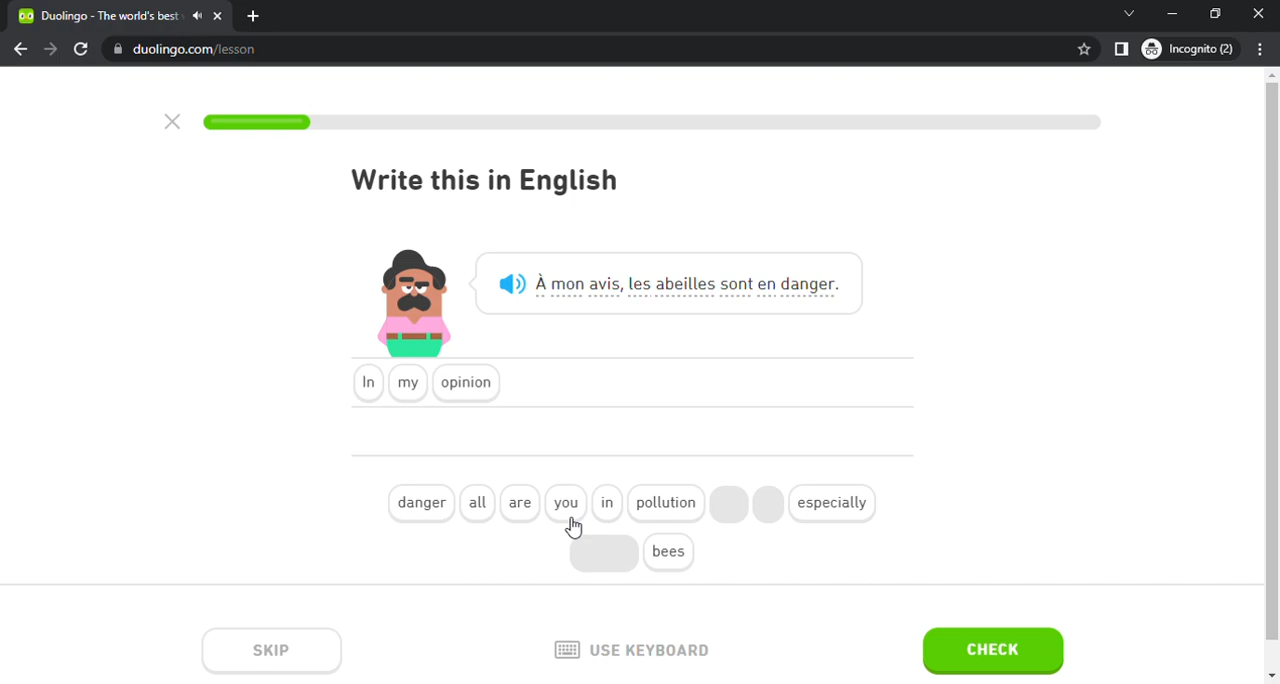 Duolingo - The world's best
duolingo.com/lesson
Incognito (2)
Write this in English
À mon avis, les abeilles sont en danger.
In my opinion
danger all are you in pollution especially
bees
SKIP USE KEYBOARD CHECK